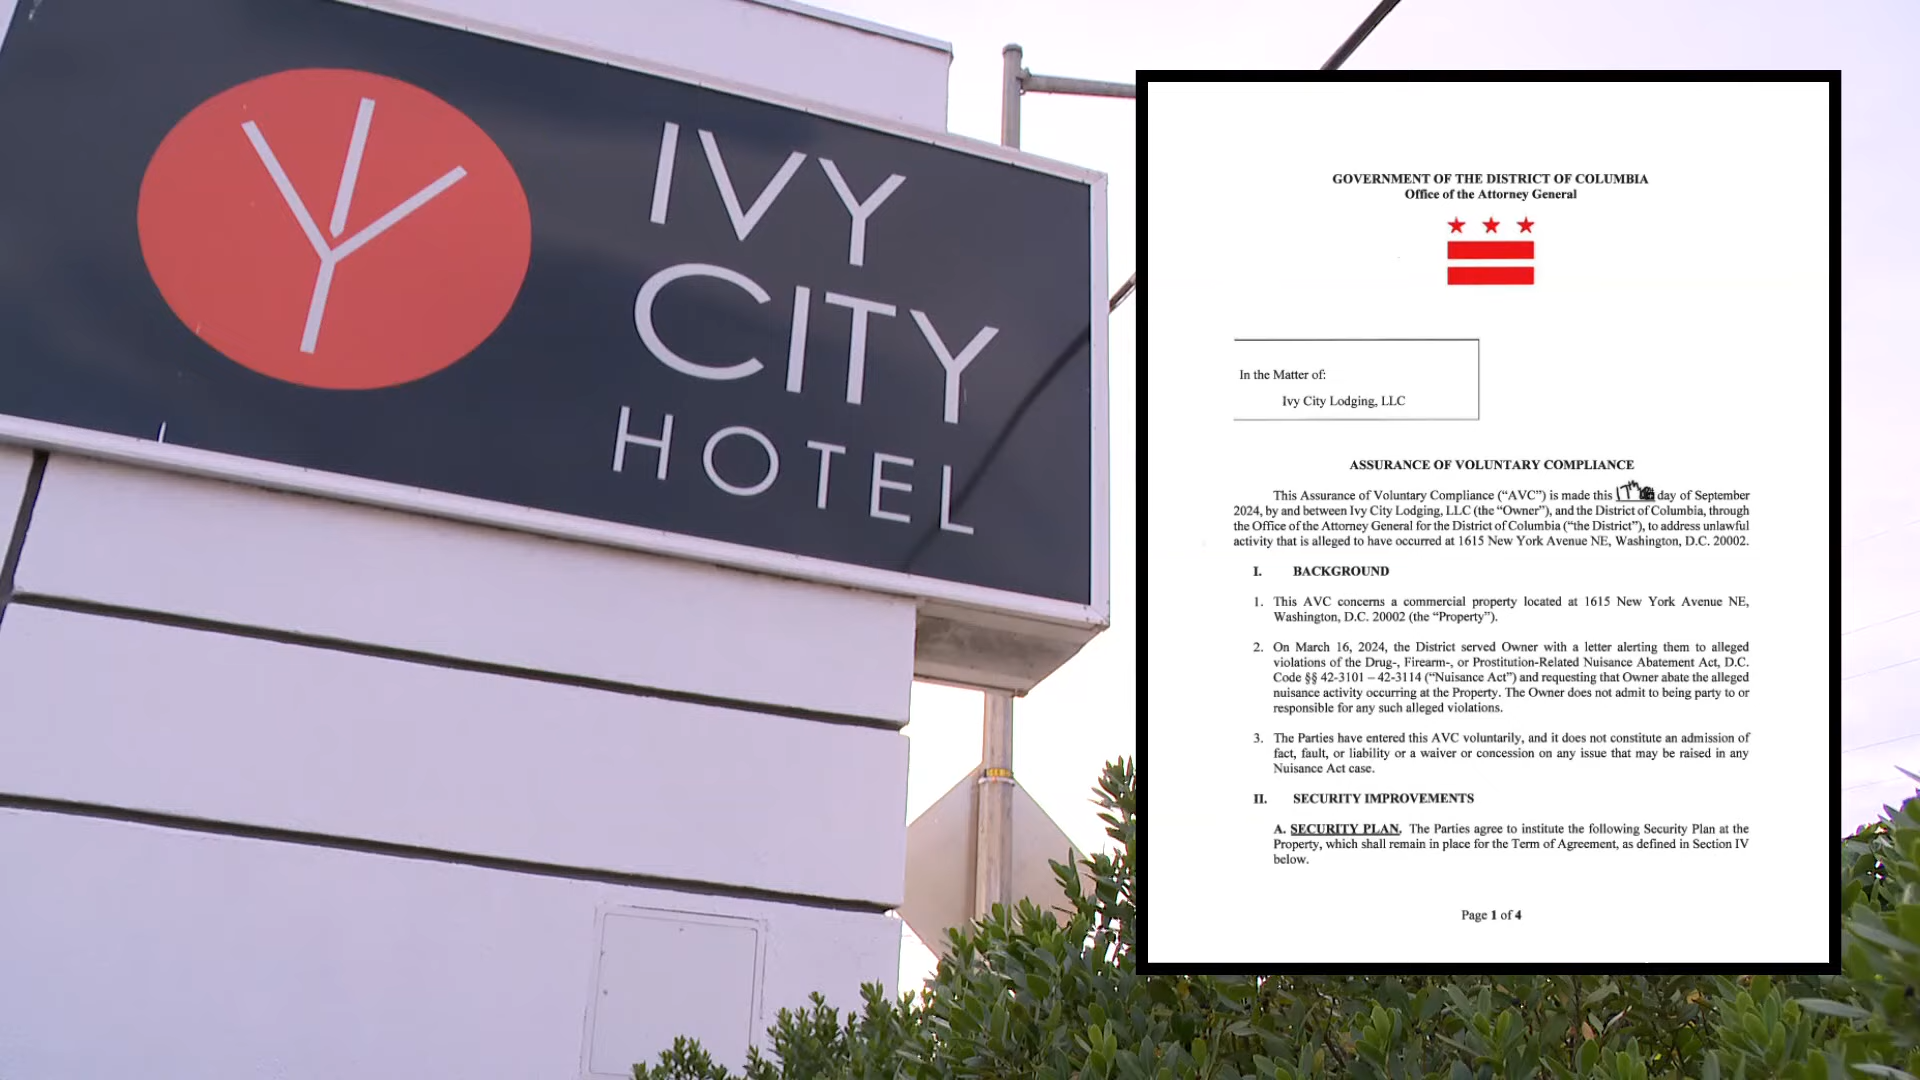 IVY
CITY
HOTEL
GOVERNMENT OF THE DISTRICT OF COLUMBIA
Office of the Attorney General
In the Matter of:
Ivy City Lodging, LLC
ASSURANCE OF VOLUNTARY COMPLIANCE
This Assurance of Voluntary Compliance (“AVC”) is made this 17th day of September
2024, by and between Ivy City Lodging, LLC (the “Owner”), and the District of Columbia, through
the Office of the Attorney General for the District of Columbia (“the District”), to address unlawful
activity that is alleged to have occurred at 1615 New York Avenue NE, Washington, D.C. 20002.
I. BACKGROUND
1. This AVC concerns a commercial property located at 1615 New York Avenue NE,
Washington, D.C. 20002 (the “Property”).
2. On March 16, 2024, the District served Owner with a letter alerting them to alleged
violations of the Drug-, Firearm-, or Prostitution-Related Nuisance Abatement Act, D.C.
Code §§ 42-3101 – 42-3114 (“Nuisance Act”) and requesting that Owner abate the alleged
nuisance activity occurring at the Property. The Owner does not admit to being party to or
responsible for any such alleged violations.
3. The Parties have entered this AVC voluntarily, and it does not constitute an admission of
fact, fault, or liability or a waiver or concession on any issue that may be raised in any
Nuisance Act case.
II. SECURITY IMPROVEMENTS
A. SECURITY PLAN. The Parties agree to institute the following Security Plan at the
Property, which shall remain in place for the Term of Agreement, as defined in Section IV
below.
Page 1 of 4